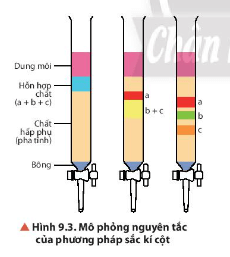 Chân
Dung môi
Hỗn hợp
chất
(a + b + c)
Chất
hấp phụ
(pha tĩnh)
Bông
a
b + c
a
b
c
▲ Hình 9.3. Mô phỏng nguyên tắc
của phương pháp sắc kí cột